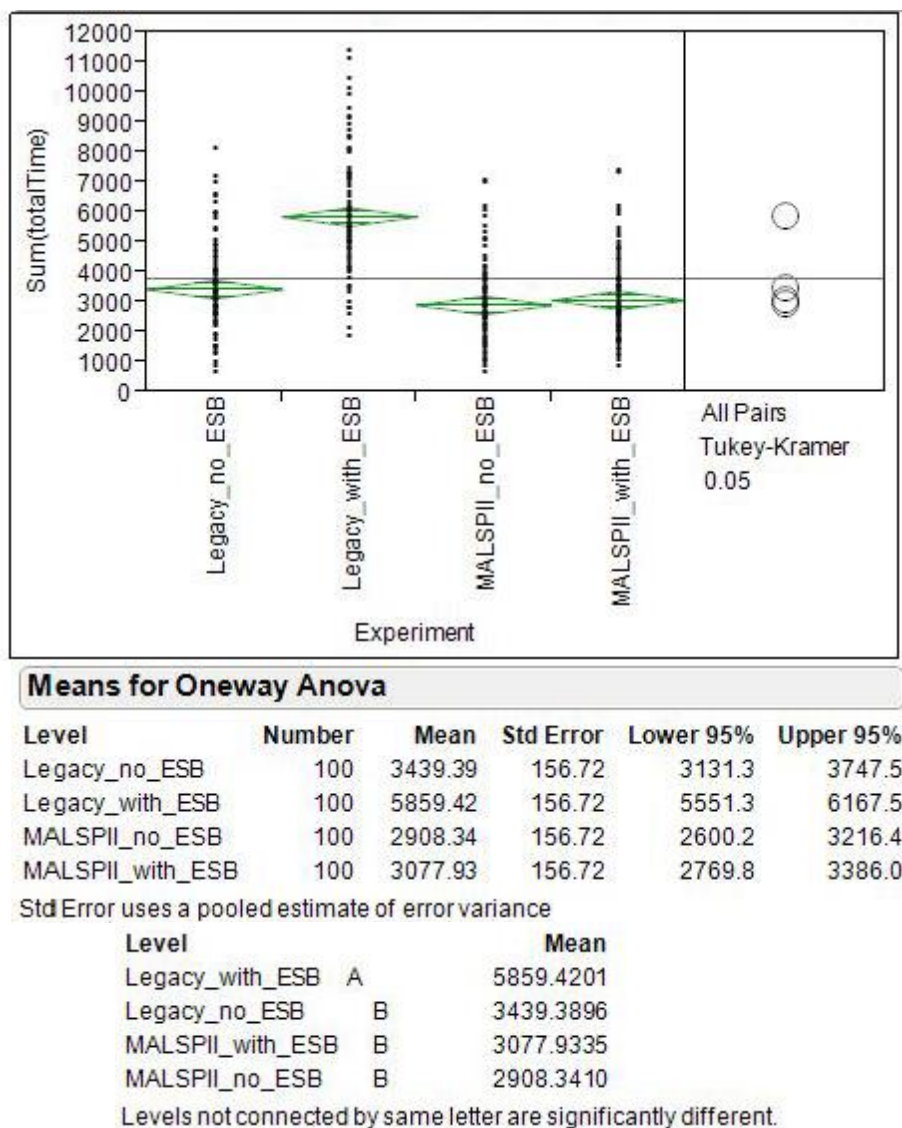 12000
11000
10000
9000
8000
7000
6000
5000
4000
3000
2000
1000
0
Sum(totalTime)
Legacy_no_ESB
Legacy_with_ESB
MALSPII_no_ESB
MALSPII_with_ESB
All Pairs
Tukey-Kramer
0.05
Experiment
Means for Oneway Anova
Level Number Mean Std Error Lower 95% Upper 95%
Legacy_no_ESB 100 3439.39 156.72 3131.3 3747.5
Legacy_with_ESB 100 5859.42 156.72 5551.3 6167.5
MALSPII_no_ESB 100 2908.34 156.72 2600.2 3216.4
MALSPII_with_ESB 100 3077.93 156.72 2769.8 3386.0
Std Error uses a pooled estimate of error variance
Level Mean
Legacy_with_ESB A 5859.4201
Legacy_no_ESB B 3439.3896
MALSPII_with_ESB B 3077.9335
MALSPII_no_ESB B 2908.3410
Levels not connected by same letter are significantly different.